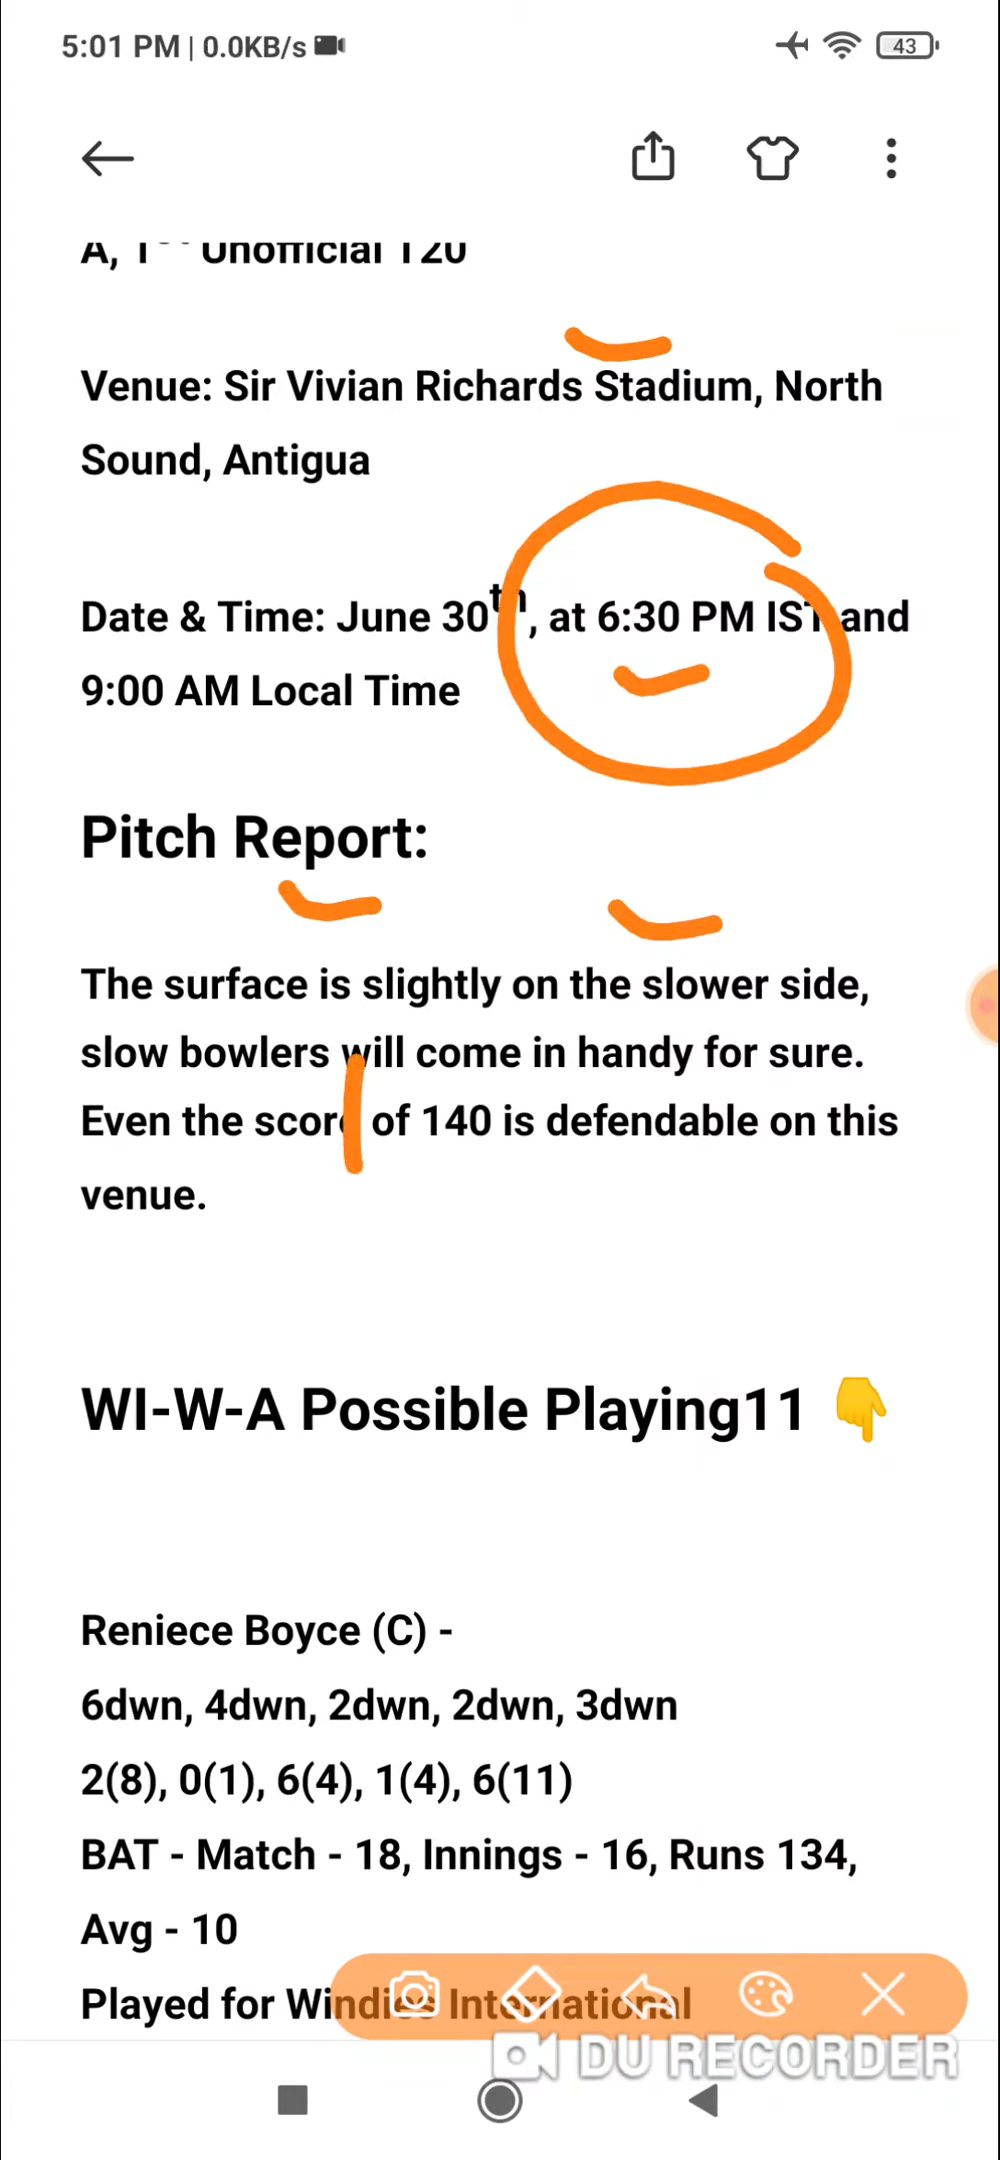 5:01 PM | 0.0KB/s
43
A, 1 Unofficial T20
Venue: Sir Vivian Richards Stadium, North
Sound, Antigua
Date & Time: June 30th, at 6:30 PM IST and
9:00 AM Local Time
Pitch Report:
The surface is slightly on the slower side,
slow bowlers will come in handy for sure.
Even the score of 140 is defendable on this
venue.
WI-W-A Possible Playing11 👇
Reniece Boyce (C) -
6dwn, 4dwn, 2dwn, 2dwn, 3dwn
2(8), 0(1), 6(4), 1(4), 6(11)
BAT - Match - 18, Innings - 16, Runs 134,
Avg - 10
Played for Windies International
DU RECORDER